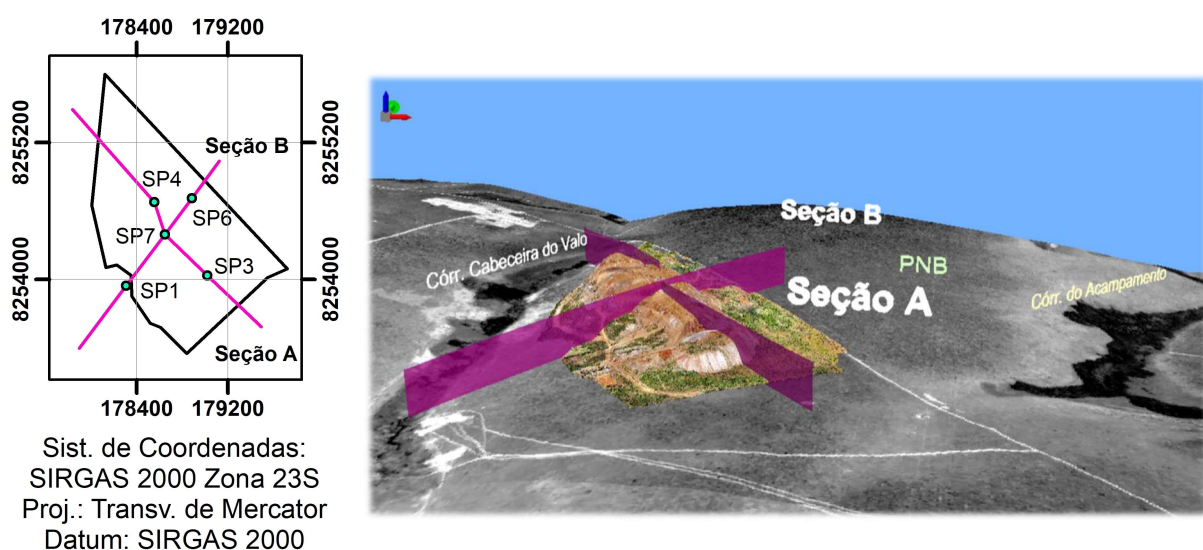 178400 179200
8255200
8255200
Seção B
SP4
SP6
SP7
SP3
8254000
8254000
SP1
Seção A
178400 179200
Sist. de Coordenadas:
SIRGAS 2000 Zona 23S
Proj.: Transv. de Mercator
Datum: SIRGAS 2000
Seção B
Córr. Cabeceira do Valo
PNB
Seção A
Córr. do Acampamento